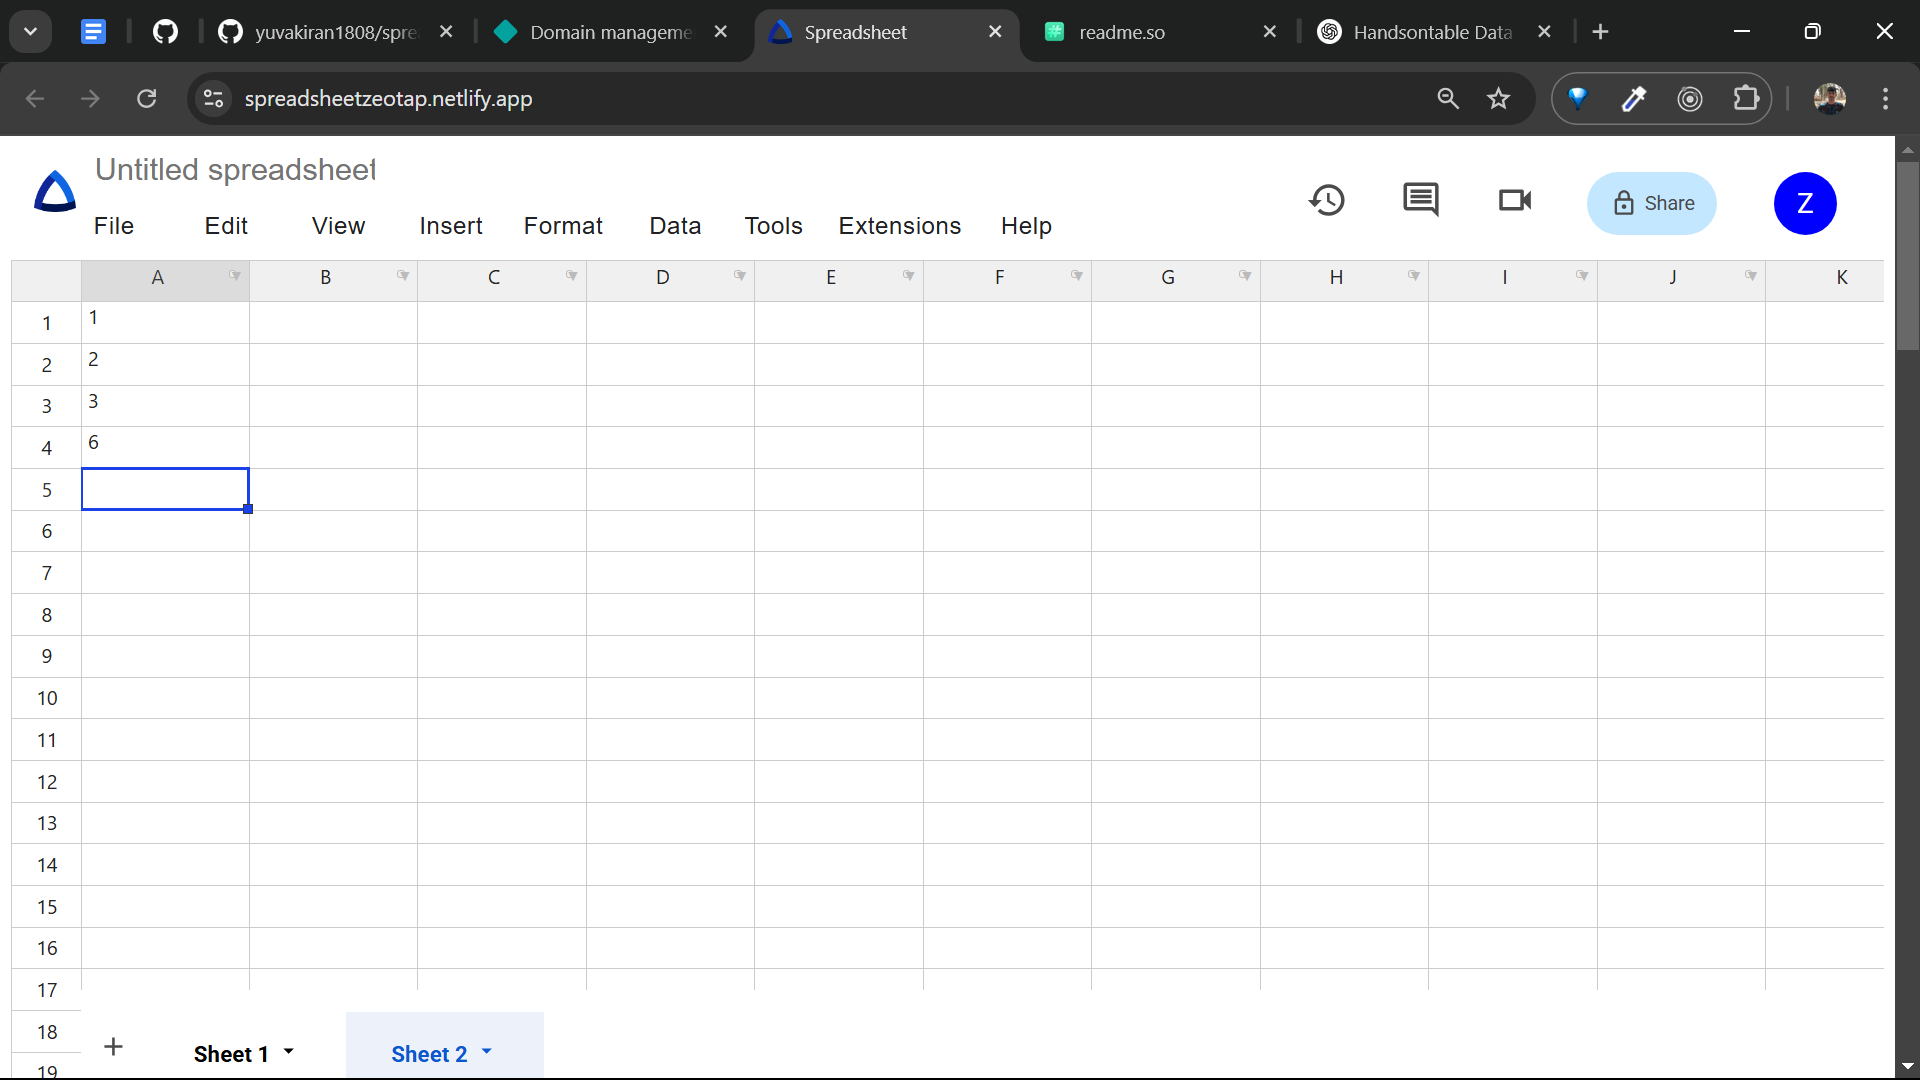 yuvakiran1808/spre
Domain manageme
Spreadsheet
readme.so
Handsontable Data
spreadsheetzeotap.netlify.app
Untitled spreadsheet
File Edit View Insert Format Data Tools Extensions Help
Share
Z
A B C D E F G H I J K
1 1
2 2
3 3
4 6
5
6
7
8
9
10
11
12
13
14
15
16
17
18
19
+ Sheet 1 Sheet 2